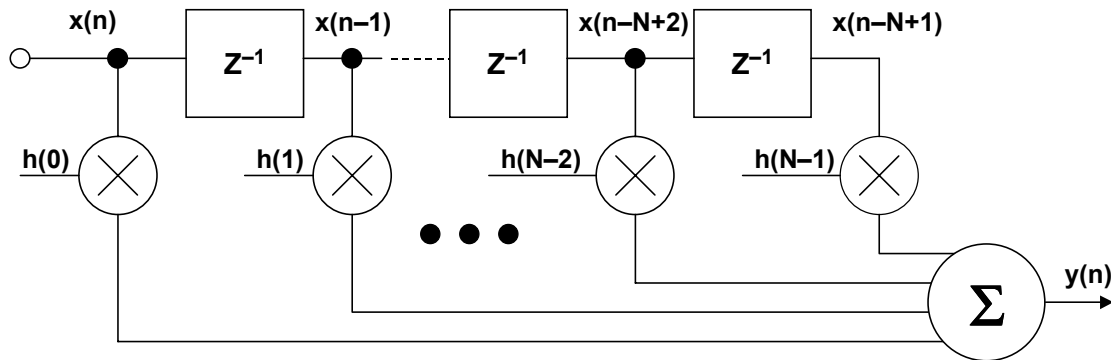 x(n) x(n–1) x(n–N+2) x(n–N+1)
Z⁻¹ Z⁻¹ Z⁻¹
h(0) h(1) h(N–2) h(N–1)
Σ y(n)